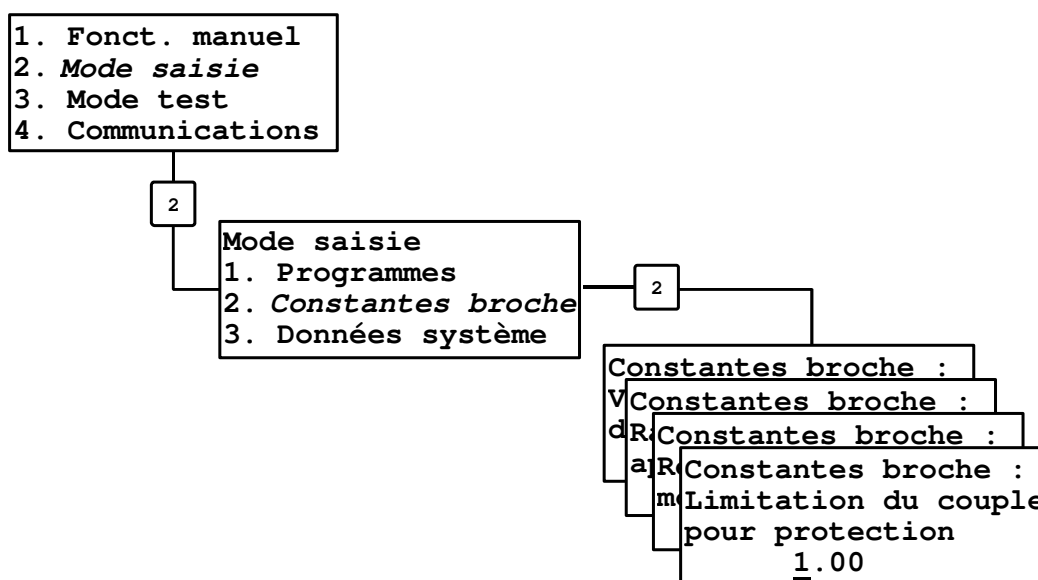 1. Fonct. manuel
2. Mode saisie
3. Mode test
4. Communications
2
Mode saisie
1. Programmes
2. Constantes broche
3. Données système
2
Constantes broche :
Constantes broche :
Constantes broche :
Constantes broche :
Limitation du couple
pour protection
1.00